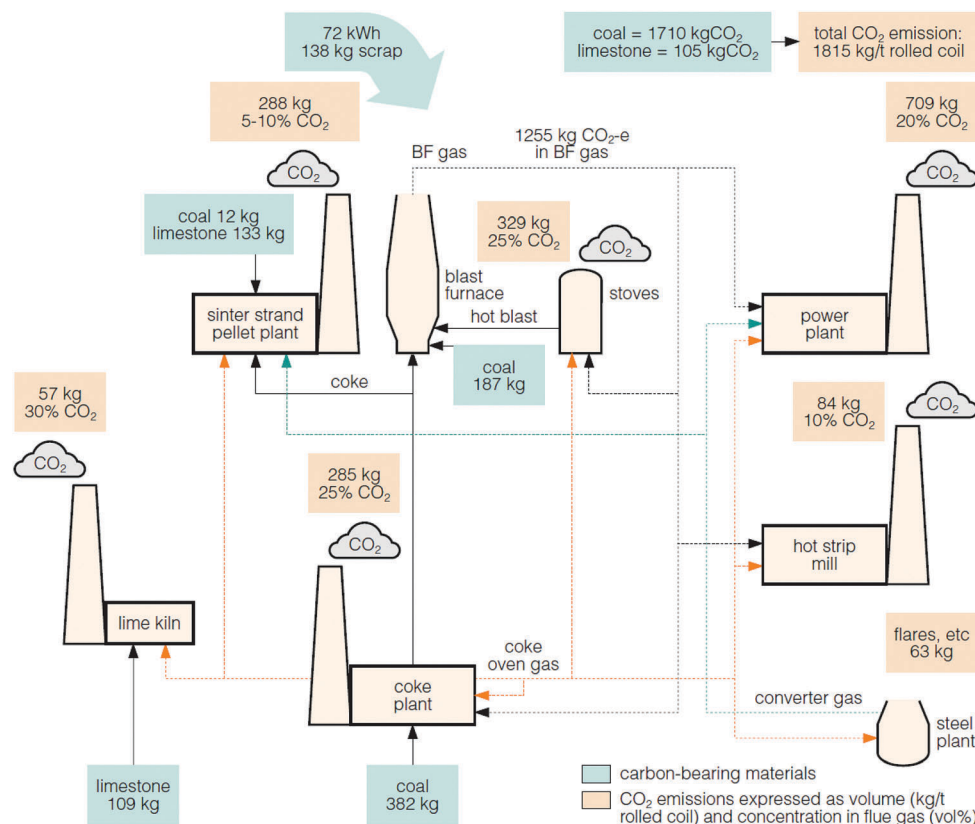 72 kWh
138 kg scrap
coal = 1710 kgCO₂
limestone = 105 kgCO₂
total CO₂ emission:
1815 kg/t rolled coil
288 kg
5-10% CO₂
CO₂
BF gas
1255 kg CO₂-e
in BF gas
709 kg
20% CO₂
CO₂
coal 12 kg
limestone 133 kg
329 kg
25% CO₂
CO₂
sinter strand
pellet plant
blast
furnace
hot blast
stoves
power
plant
coke
coal
187 kg
57 kg
30% CO₂
CO₂
84 kg
10% CO₂
CO₂
285 kg
25% CO₂
CO₂
hot strip
mill
lime kiln
coke
oven gas
coke
plant
flares, etc
63 kg
converter gas
steel
plant
limestone
109 kg
coal
382 kg
carbon-bearing materials
CO₂ emissions expressed as volume (kg/t
rolled coil) and concentration in flue gas (vol%)